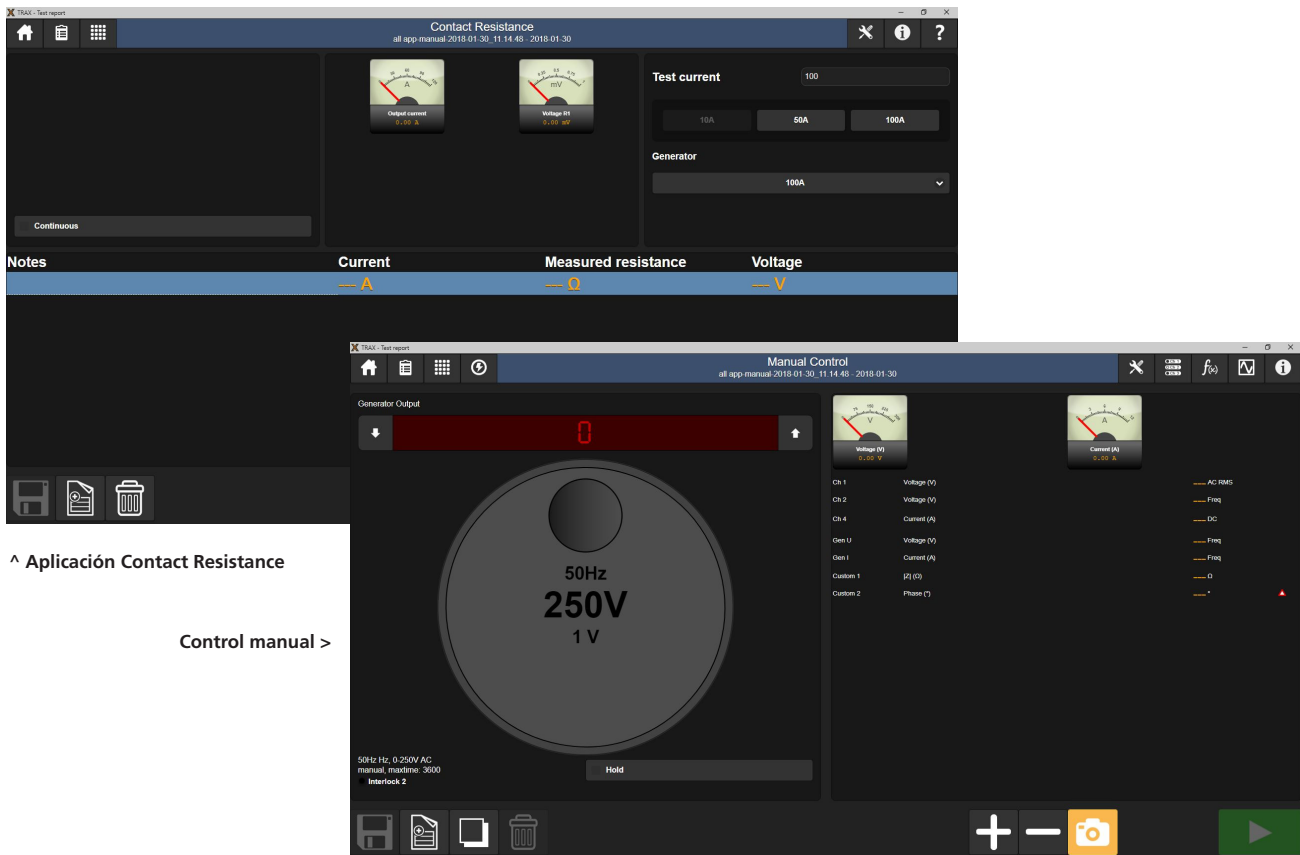 TRAX - Test report
Contact Resistance
all app-manual-2018-01-30_11.14.48 - 2018-01-30
A
Output current
0.00 A
mV
Voltage R1
0.00 mV
Test current
100
10A 50A 100A
Generator
100A
Continuous
Notes Current Measured resistance Voltage
--- A --- Ω --- V
^ Aplicación Contact Resistance
Control manual >
TRAX - Test report
Manual Control
all app-manual-2018-01-30_11.14.48 - 2018-01-30
f(x)
Generator Output
0
50Hz
250V
1 V
50Hz Hz, 0-250V AC
manual, maxtime: 3600
Interlock 2
Hold
V
Voltage (V)
0.00 V
A
Current (A)
0.00 A
Ch 1 Voltage (V) --- AC RMS
Ch 2 Voltage (V) --- Freq
Ch 4 Current (A) --- DC
Gen U Voltage (V) --- Freq
Gen I Current (A) --- Freq
Custom 1 |Z| (Ω) --- Ω
Custom 2 Phase (°) --- °